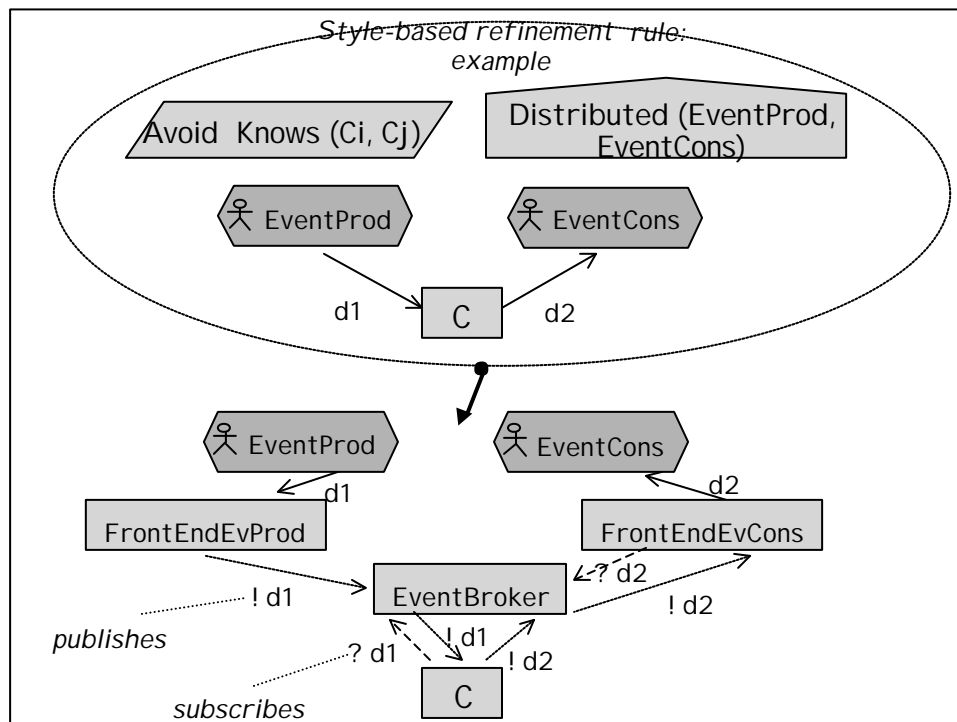 Style-based refinement rule:
example
Avoid Knows (Ci, Cj)
Distributed (EventProd,
EventCons)
EventProd
EventCons
d1
C
d2
EventProd
EventCons
d1
d2
FrontEndEvProd
FrontEndEvCons
? d2
! d1
EventBroker
! d2
publishes
! d1
? d1
! d2
C
subscribes